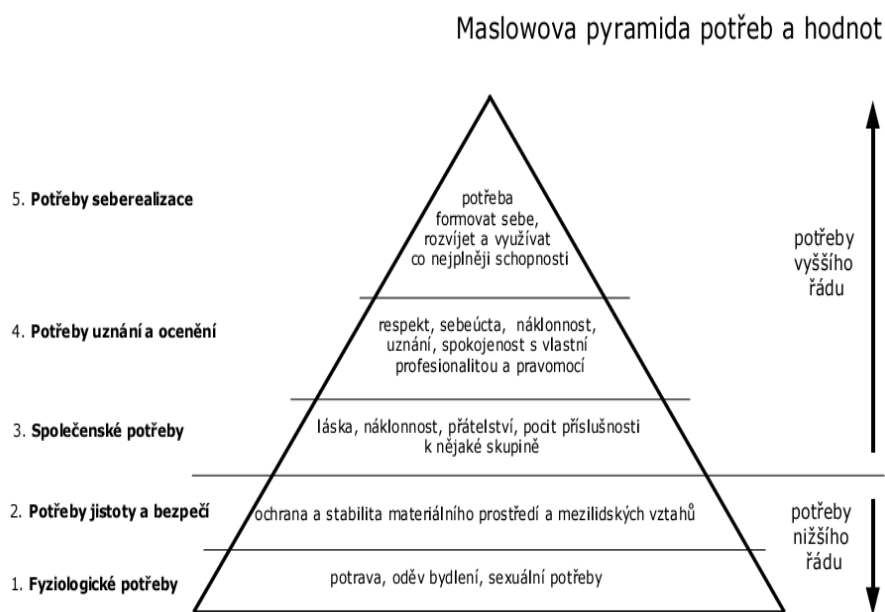 Maslowova pyramida potřeb a hodnot
5. Potřeby seberealizace
potřeba
formovat sebe,
rozvíjet a využívat
co nejplněji schopnosti
potřeby
vyššího
řádu
4. Potřeby uznání a ocenění
respekt, sebeúcta, náklonnost,
uznání, spokojenost s vlastní
profesionalitou a pravomocí
3. Společenské potřeby
láska, náklonnost, přátelství, pocit příslušnosti
k nějaké skupině
2. Potřeby jistoty a bezpečí
ochrana a stabilita materiálního prostředí a mezilidských vztahů
potřeby
nižšího
řádu
1. Fyziologické potřeby
potrava, oděv bydlení, sexuální potřeby